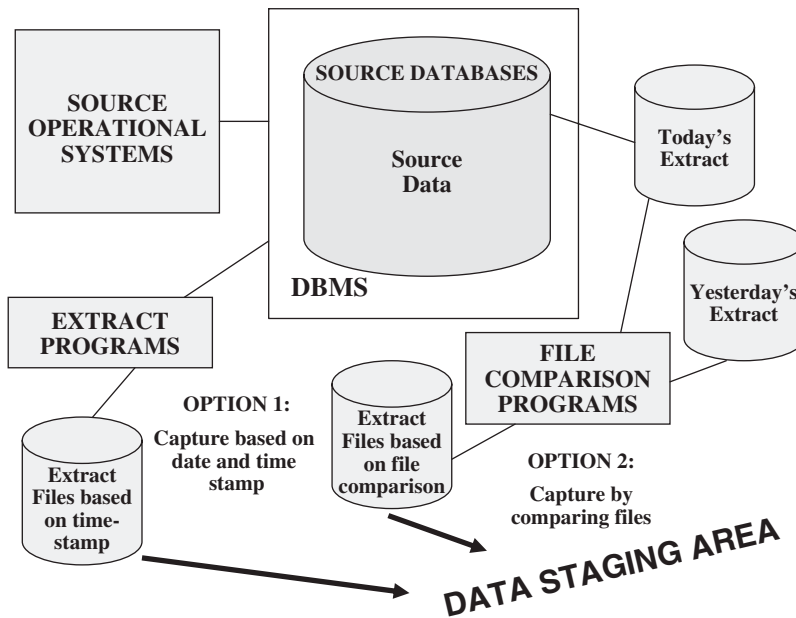 SOURCE
OPERATIONAL
SYSTEMS
SOURCE DATABASES
Source
Data
DBMS
Today's
Extract
Yesterday's
Extract
EXTRACT
PROGRAMS
FILE
COMPARISON
PROGRAMS
OPTION 1:
Capture based on
date and time
stamp
Extract
Files based
on file
comparison
OPTION 2:
Capture by
comparing files
Extract
Files based
on time-
stamp
DATA STAGING AREA